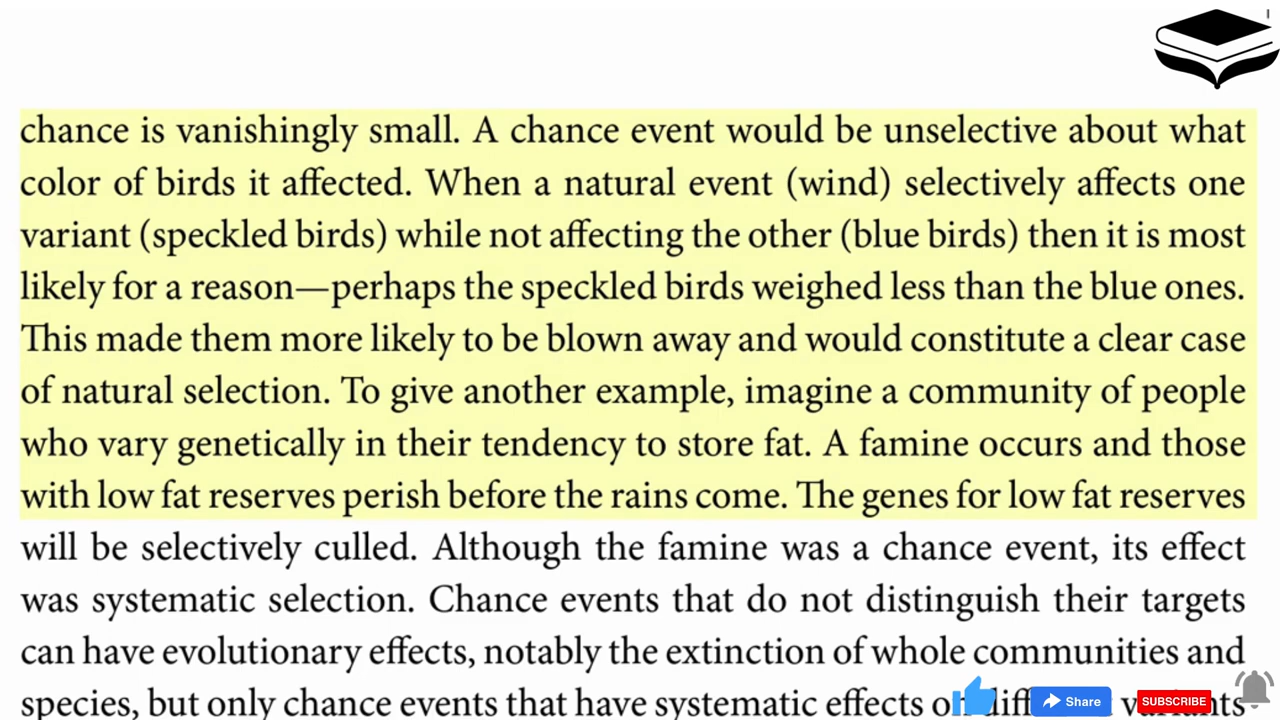 chance is vanishingly small. A chance event would be unselective about what
color of birds it affected. When a natural event (wind) selectively affects one
variant (speckled birds) while not affecting the other (blue birds) then it is most
likely for a reason—perhaps the speckled birds weighed less than the blue ones.
This made them more likely to be blown away and would constitute a clear case
of natural selection. To give another example, imagine a community of people
who vary genetically in their tendency to store fat. A famine occurs and those
with low fat reserves perish before the rains come. The genes for low fat reserves
will be selectively culled. Although the famine was a chance event, its effect
was systematic selection. Chance events that do not distinguish their targets
can have evolutionary effects, notably the extinction of whole communities and
species, but only chance events that have systematic effects
Share
SUBSCRIBE